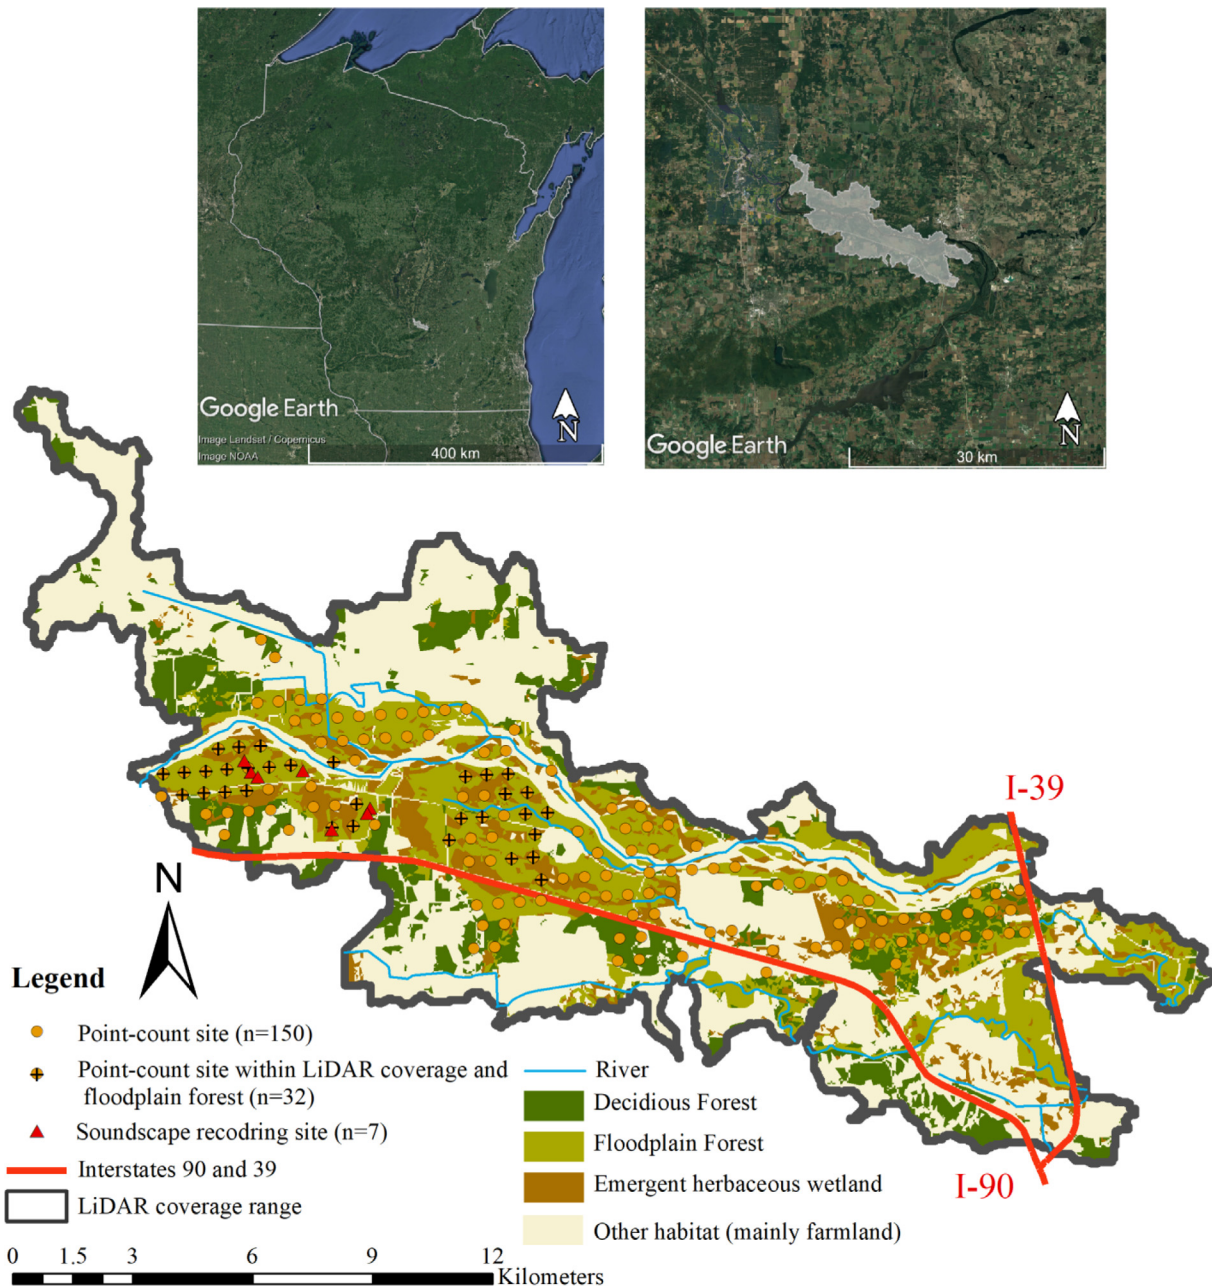 Google Earth
Image Landsat / Copernicus
Image NOAA
400 km
N
Google Earth
30 km
N
I-39
N
I-90
Legend
Point-count site (n=150)
Point-count site within LiDAR coverage and
floodplain forest (n=32)
Soundscape recodring site (n=7)
Interstates 90 and 39
LiDAR coverage range
River
Decidious Forest
Floodplain Forest
Emergent herbaceous wetland
Other habitat (mainly farmland)
0 1.5 3 6 9 12
Kilometers